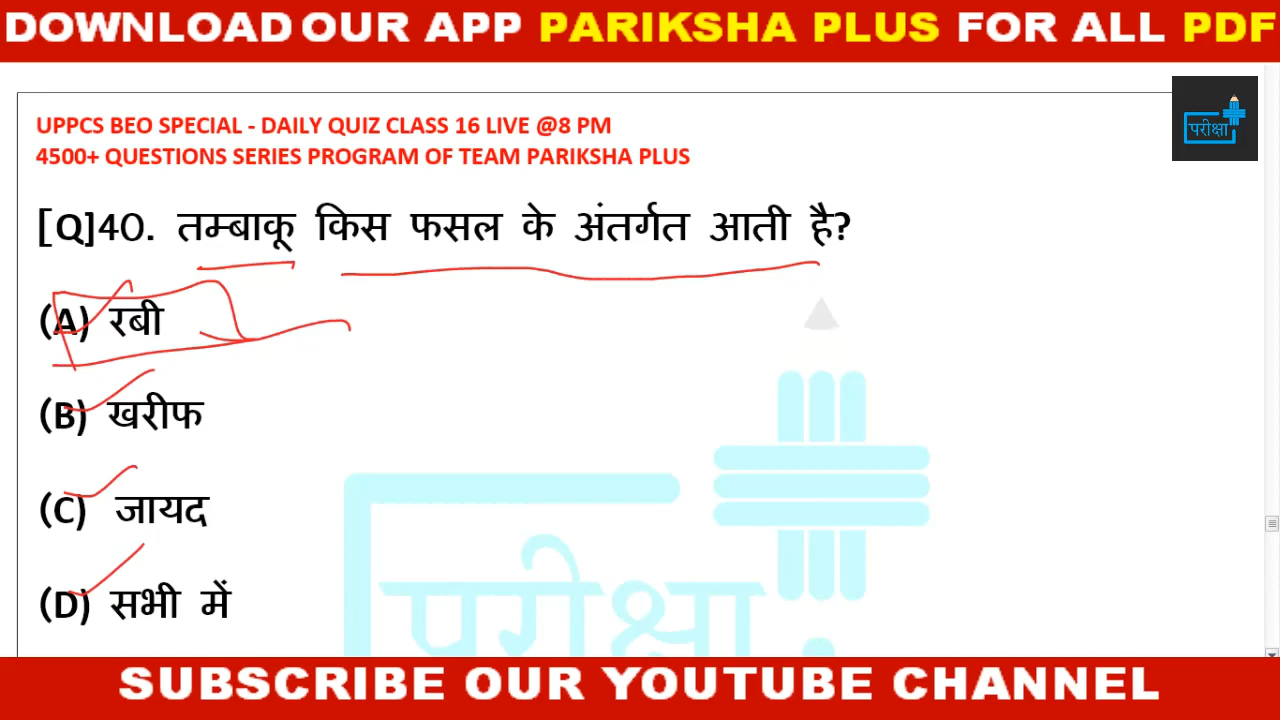 DOWNLOAD OUR APP PARIKSHA PLUS FOR ALL PDF
परीक्षा
UPPCS BEO SPECIAL - DAILY QUIZ CLASS 16 LIVE @8 PM
4500+ QUESTIONS SERIES PROGRAM OF TEAM PARIKSHA PLUS
[Q]40. तम्बाकू किस फसल के अंतर्गत आती है?
(A) रबी
(B) खरीफ
(C) जायद
(D) सभी में
परीक्षा
SUBSCRIBE OUR YOUTUBE CHANNEL